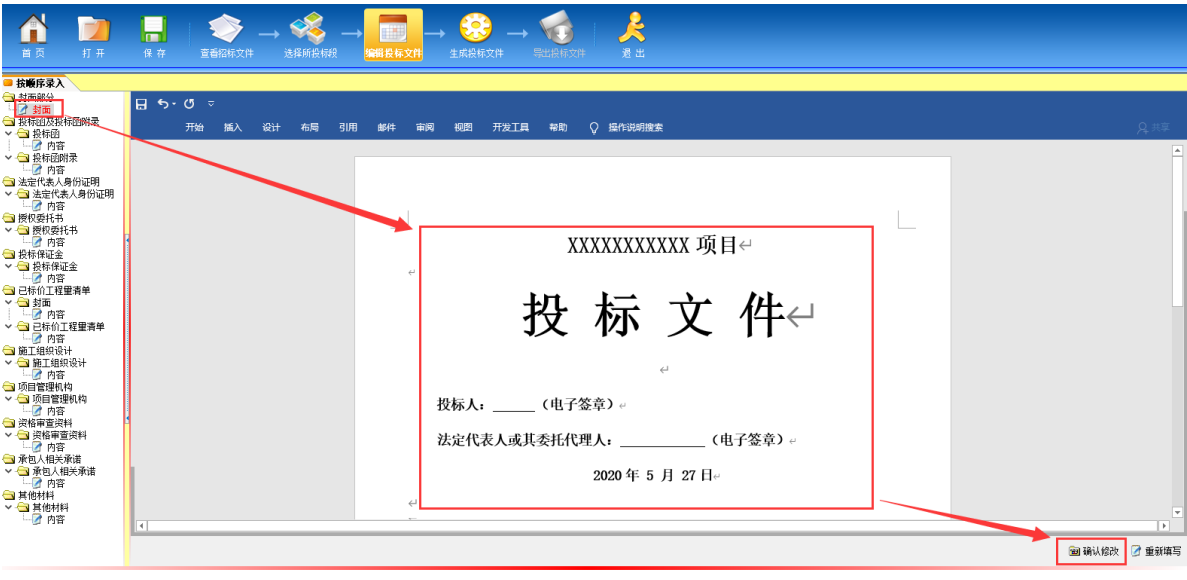 首 页
打 开
保 存
查看招标文件
选择所投标段
编辑投标文件
生成投标文件
导出投标文件
退 出
按顺序录入
封面部分
封面
投标函及投标函附录
投标函
内容
投标函附录
内容
法定代表人身份证明
法定代表人身份证明
内容
授权委托书
授权委托书
内容
投标保证金
投标保证金
内容
已标价工程量清单
封面
内容
已标价工程量清单
内容
施工组织设计
施工组织设计
内容
项目管理机构
项目管理机构
内容
资格审查资料
资格审查资料
内容
承包人相关承诺
承包人相关承诺
内容
其他材料
其他材料
内容
开始 插入 设计 布局 引用 邮件 审阅 视图 开发工具 帮助 操作说明搜索 共享
XXXXXXXXXXX 项目
投 标 文 件
投标人：______（电子签章）
法定代表人或其委托代理人：____________（电子签章）
2020 年 5 月 27 日
确认修改 重新填写